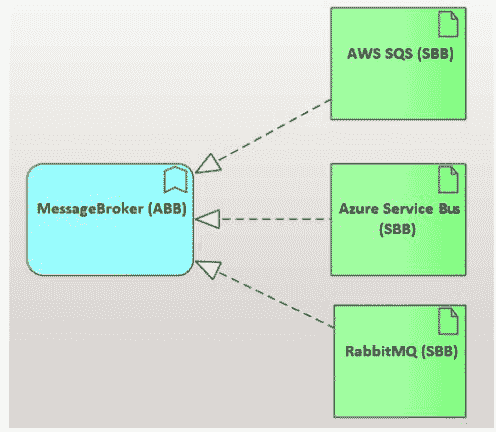 AWS SQS (SBB)
MessageBroker (ABB)
Azure Service Bus
(SBB)
RabbitMQ (SBB)